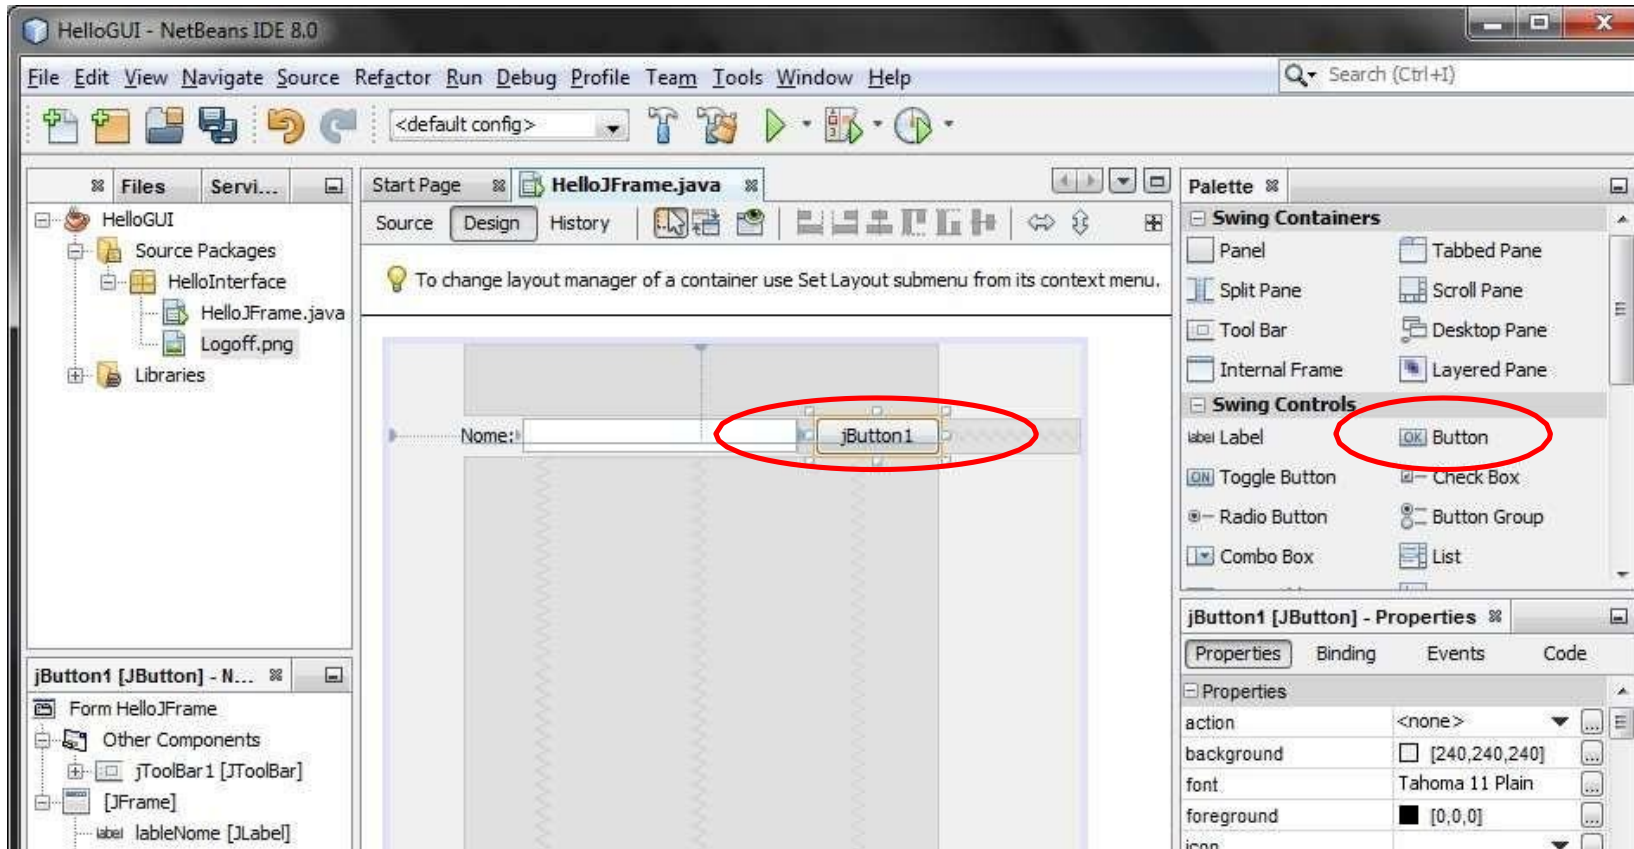 HelloGUI - NetBeans IDE 8.0
File Edit View Navigate Source Refactor Run Debug Profile Team Tools Window Help
Search (Ctrl+I)
<default config>
Files Servi...
HelloGUI
Source Packages
HelloInterface
HelloJFrame.java
Logoff.png
Libraries
Start Page HelloJFrame.java
Source Design History
To change layout manager of a container use Set Layout submenu from its context menu.
Nome:
jButton1
Palette
Swing Containers
Panel Tabbed Pane
Split Pane Scroll Pane
Tool Bar Desktop Pane
Internal Frame Layered Pane
Swing Controls
label Label OK Button
ON Toggle Button Check Box
Radio Button Button Group
Combo Box List
jButton1 [JButton] - Properties
Properties Binding Events Code
Properties
action <none>
background [240,240,240]
font Tahoma 11 Plain
foreground [0,0,0]
icon
jButton1 [JButton] - N...
Form HelloJFrame
Other Components
jToolBar1 [JToolBar]
[JFrame]
label lableNome [JLabel]